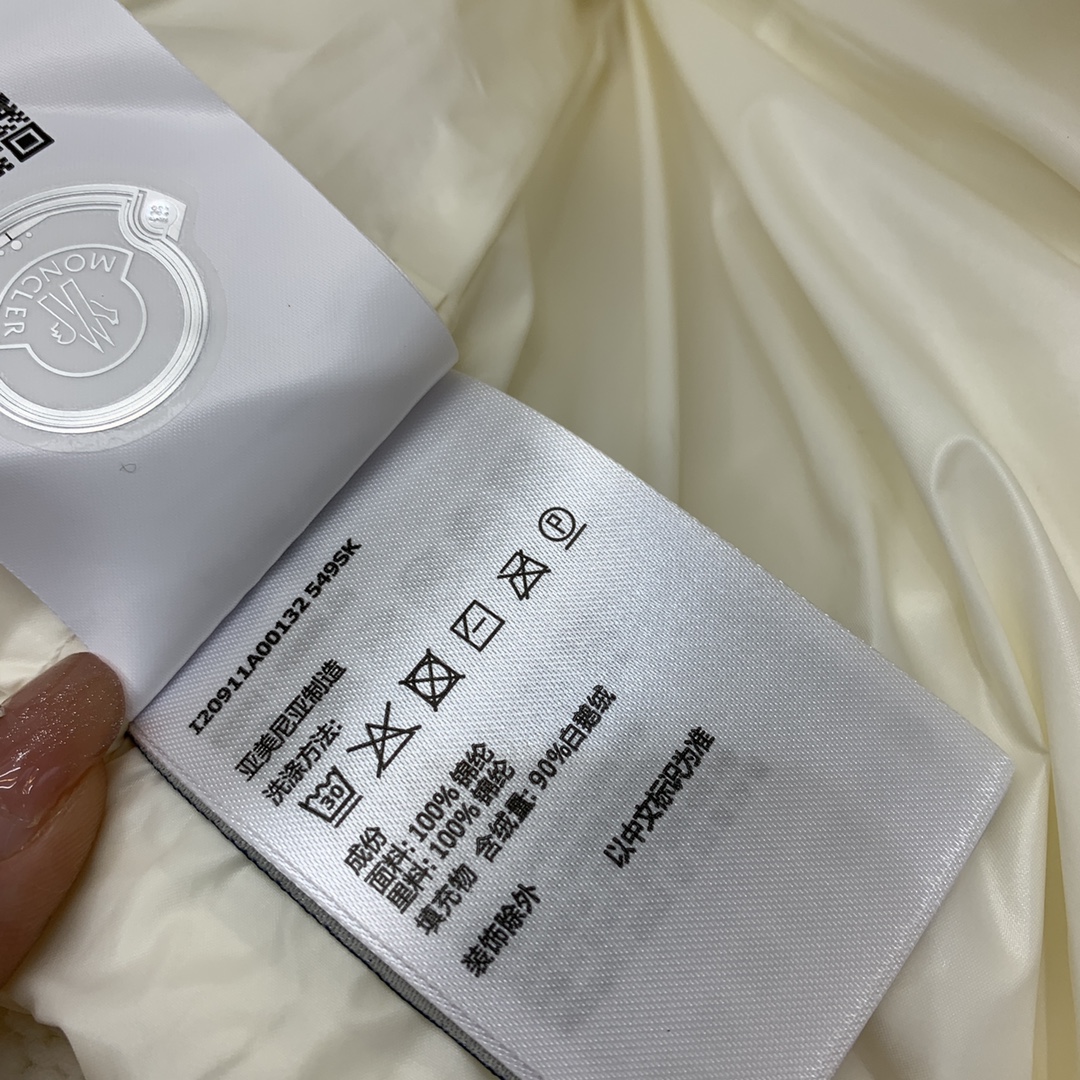 MONCLER
I20911A00132 549SK
亚美尼亚制造
洗涤方法:
30
P
成份
面料: 100% 锦纶
里料: 100% 锦纶
填充物 含绒量: 90%白鹅绒
装饰除外
以中文标识为准